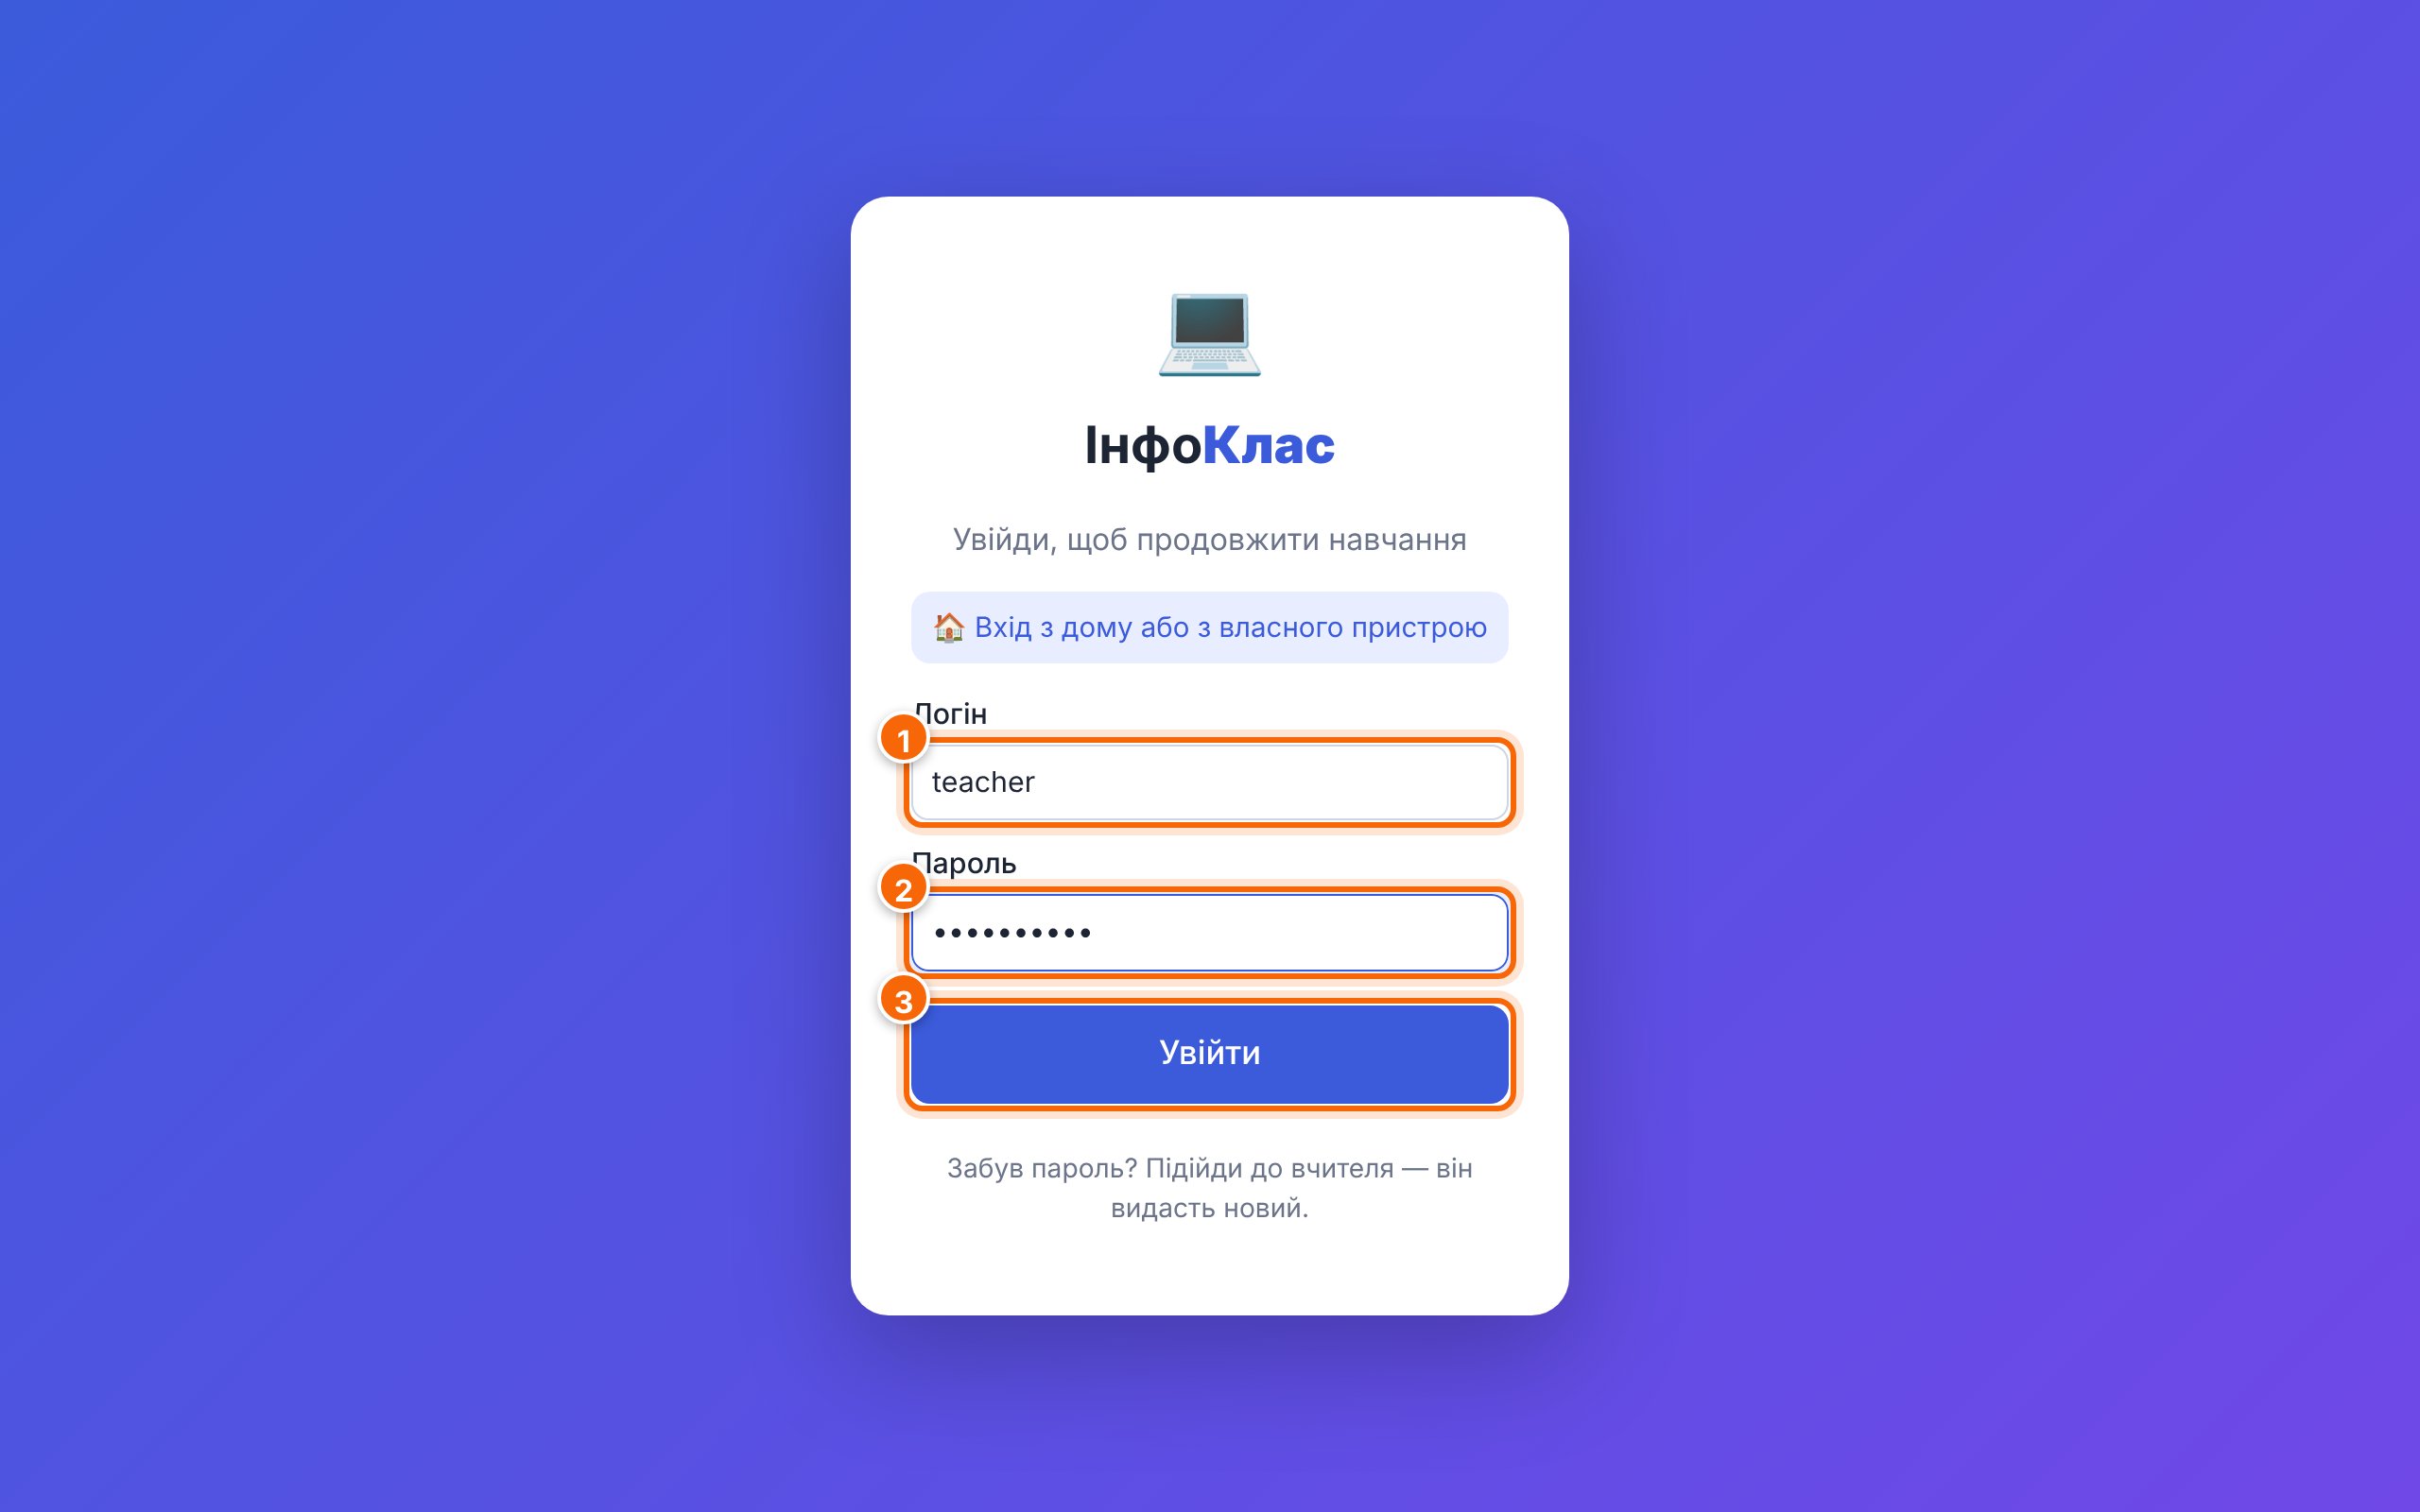 ІнфоКлас
Увійди, щоб продовжити навчання
Вхід з дому або з власного пристрою
Логін
1
teacher
Пароль
2
••••••••••
3
Увійти
Забув пароль? Підійди до вчителя — він
видасть новий.